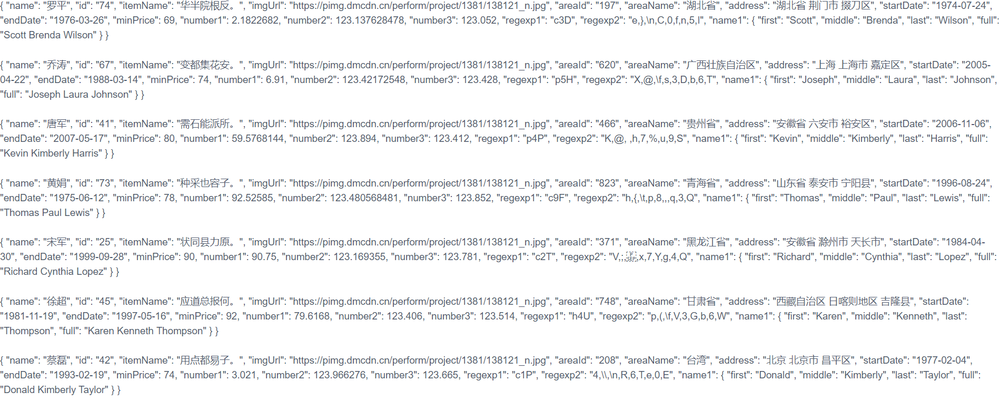 { "name": "罗平", "id": "74", "itemName": "华半院根反。", "imgUrl": "https://pimg.dmcdn.cn/perform/project/1381/138121_n.jpg", "areaId": "197", "areaName": "湖北省", "address": "湖北省 荆门市 掇刀区", "startDate": "1974-07-24",
"endDate": "1976-03-26", "minPrice": 69, "number1": 2.1822682, "number2": 123.137628478, "number3": 123.052, "regexp1": "c3D", "regexp2": "e,},\n,C,0,f,n,5,I", "name1": { "first": "Scott", "middle": "Brenda", "last": "Wilson", "full":
"Scott Brenda Wilson" } }
{ "name": "乔涛", "id": "67", "itemName": "变都集花安。", "imgUrl": "https://pimg.dmcdn.cn/perform/project/1381/138121_n.jpg", "areaId": "620", "areaName": "广西壮族自治区", "address": "上海 上海市 嘉定区", "startDate": "2005-
04-22", "endDate": "1988-03-14", "minPrice": 74, "number1": 6.91, "number2": 123.42172548, "number3": 123.428, "regexp1": "p5H", "regexp2": "X,@,\f,s,3,D,b,6,T", "name1": { "first": "Joseph", "middle": "Laura", "last": "Johnson",
"full": "Joseph Laura Johnson" } }
{ "name": "唐军", "id": "41", "itemName": "需石能派所。", "imgUrl": "https://pimg.dmcdn.cn/perform/project/1381/138121_n.jpg", "areaId": "466", "areaName": "贵州省", "address": "安徽省 六安市 裕安区", "startDate": "2006-11-06",
"endDate": "2007-05-17", "minPrice": 80, "number1": 59.5768144, "number2": 123.894, "number3": 123.412, "regexp1": "p4P", "regexp2": "K,@, ,h,7,%,u,9,S", "name1": { "first": "Kevin", "middle": "Kimberly", "last": "Harris", "full":
"Kevin Kimberly Harris" } }
{ "name": "黄娟", "id": "73", "itemName": "种采也容子。", "imgUrl": "https://pimg.dmcdn.cn/perform/project/1381/138121_n.jpg", "areaId": "823", "areaName": "青海省", "address": "山东省 泰安市 宁阳县", "startDate": "1996-08-24",
"endDate": "1975-06-12", "minPrice": 78, "number1": 92.52585, "number2": 123.480568481, "number3": 123.852, "regexp1": "c9F", "regexp2": "h,{,\t,p,8,,,q,3,Q", "name1": { "first": "Thomas", "middle": "Paul", "last": "Lewis", "full":
"Thomas Paul Lewis" } }
{ "name": "宋军", "id": "25", "itemName": "状同县力原。", "imgUrl": "https://pimg.dmcdn.cn/perform/project/1381/138121_n.jpg", "areaId": "371", "areaName": "黑龙江省", "address": "安徽省 滁州市 天长市", "startDate": "1984-04-
30", "endDate": "1999-09-28", "minPrice": 90, "number1": 90.75, "number2": 123.169355, "number3": 123.781, "regexp1": "c2T", "regexp2": "V,;,,x,7,Y,g,4,Q", "name1": { "first": "Richard", "middle": "Cynthia", "last": "Lopez", "full":
"Richard Cynthia Lopez" } }
{ "name": "徐超", "id": "45", "itemName": "应道总报何。", "imgUrl": "https://pimg.dmcdn.cn/perform/project/1381/138121_n.jpg", "areaId": "748", "areaName": "甘肃省", "address": "西藏自治区 日喀则地区 吉隆县", "startDate":
"1981-11-19", "endDate": "1997-05-16", "minPrice": 92, "number1": 79.6168, "number2": 123.406, "number3": 123.514, "regexp1": "h4U", "regexp2": "p,(,\f,V,3,G,b,6,W", "name1": { "first": "Karen", "middle": "Kenneth", "last":
"Thompson", "full": "Karen Kenneth Thompson" } }
{ "name": "蔡磊", "id": "42", "itemName": "用点都易子。", "imgUrl": "https://pimg.dmcdn.cn/perform/project/1381/138121_n.jpg", "areaId": "208", "areaName": "台湾", "address": "北京 北京市 昌平区", "startDate": "1977-02-04",
"endDate": "1993-02-19", "minPrice": 74, "number1": 3.021, "number2": 123.966276, "number3": 123.665, "regexp1": "c1P", "regexp2": "4,\\,\n,R,6,T,e,0,E", "name1": { "first": "Donald", "middle": "Kimberly", "last": "Taylor", "full":
"Donald Kimberly Taylor" } }